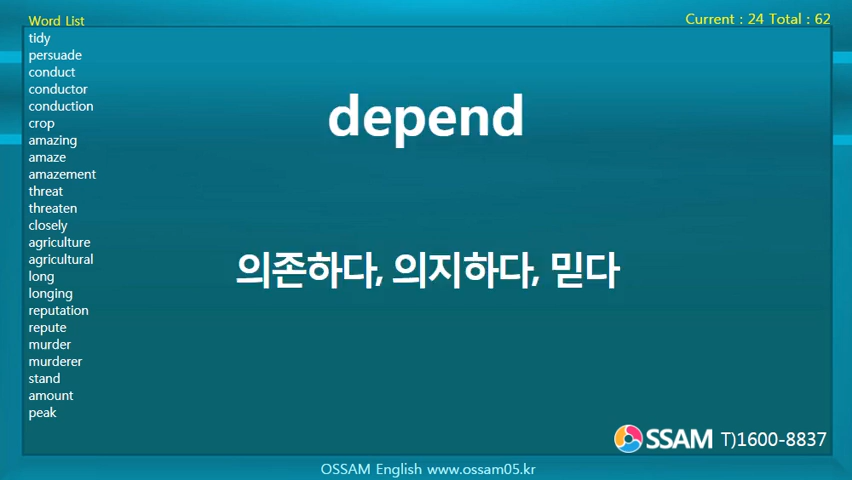 Word List
Current : 24 Total : 62
tidy
persuade
conduct
conductor
conduction
crop
amazing
amaze
amazement
threat
threaten
closely
agriculture
agricultural
long
longing
reputation
repute
murder
murderer
stand
amount
peak
depend
의존하다, 의지하다, 믿다
OSSAM T)1600-8837
OSSAM English www.ossam05.kr